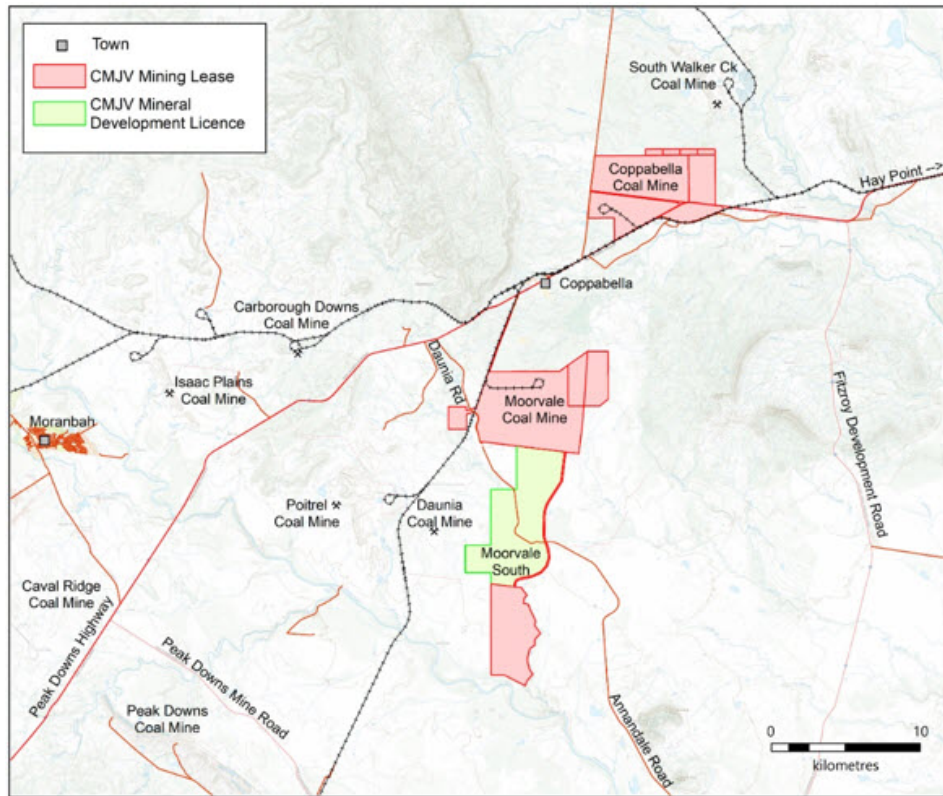 Town
CMJV Mining Lease
CMJV Mineral
Development Licence
South Walker Ck
Coal Mine
Coppabella
Coal Mine
Hay Point -->
Coppabella
Carborough Downs
Coal Mine
Daunia Rd
Isaac Plains
Coal Mine
Moorvale
Coal Mine
Fitzroy Development Road
Moranbah
Poitrel
Coal Mine
Daunia
Coal Mine
Moorvale
South
Caval Ridge
Coal Mine
Peak Downs Highway
Peak Downs Mine Road
Peak Downs
Coal Mine
Annandale Road
0 10
kilometres